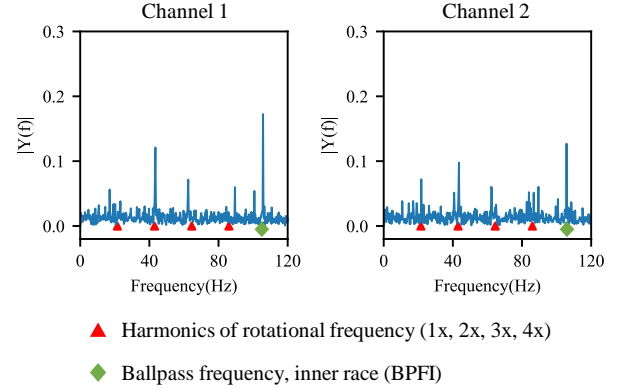 Channel 1
Channel 2
|Y(f)|
0.3
0.2
0.1
0.0
0
40
80
120
Frequency(Hz)
|Y(f)|
0.3
0.2
0.1
0.0
0
40
80
120
Frequency(Hz)
Harmonics of rotational frequency (1x, 2x, 3x, 4x)
Ballpass frequency, inner race (BPFI)